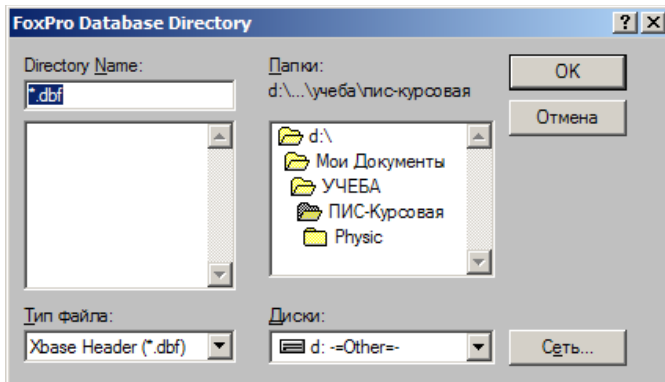 FoxPro Database Directory
Directory Name:
*.dbf
Папки:
d:\...\учеба\пис-курсовая
OK
Отмена
d:\
Мои Документы
УЧЕБА
ПИС-Курсовая
Physic
Тип файла:
Xbase Header (*.dbf)
Диски:
d: -=Other=-
Сеть...